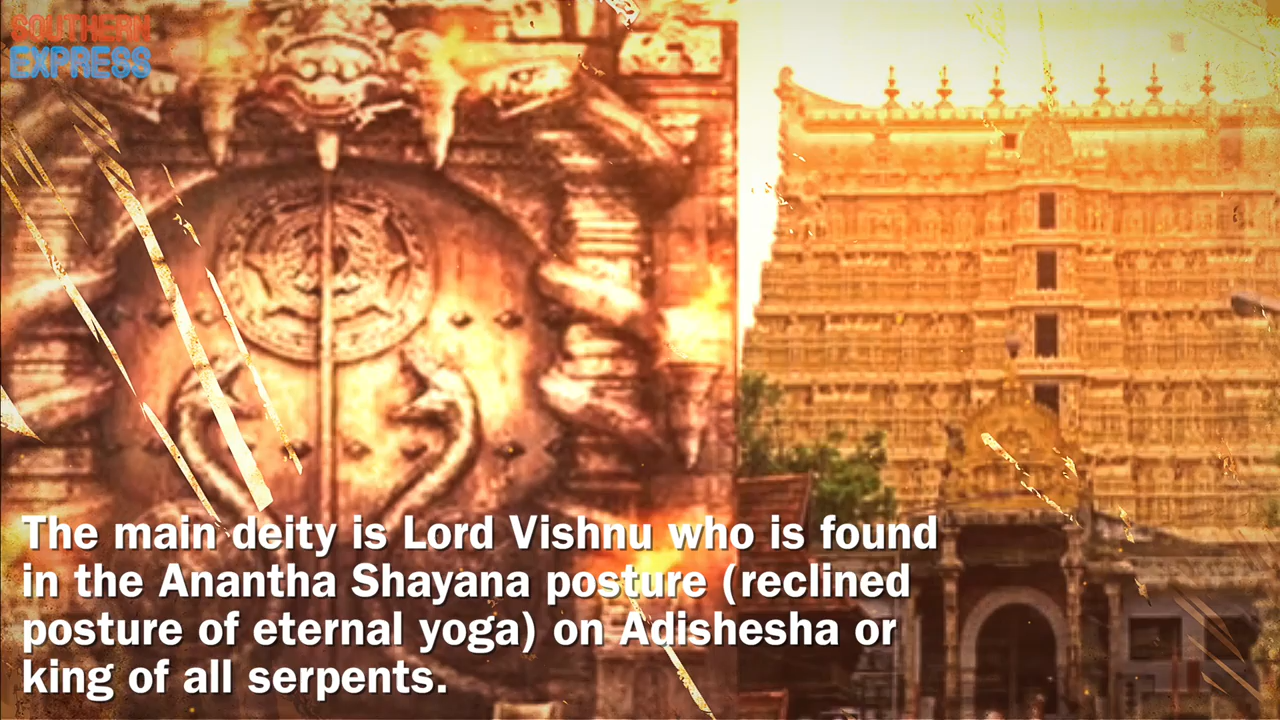 SOUTHERN
EXPRESS
The main deity is Lord Vishnu who is found
in the Anantha Shayana posture (reclined
posture of eternal yoga) on Adishesha or
king of all serpents.